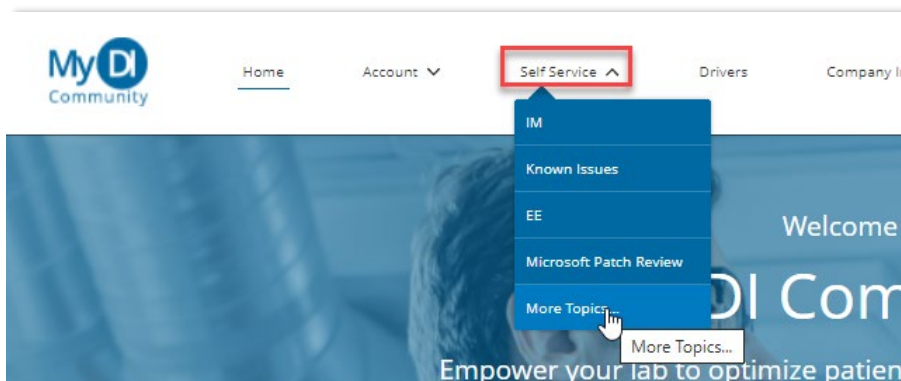 My DI
Community
Home
Account
Self Service
Drivers
Company
IM
Known Issues
EE
Microsoft Patch Review
More Topics...
More Topics...
Welcome
DI Com
Empower your lab to optimize patien